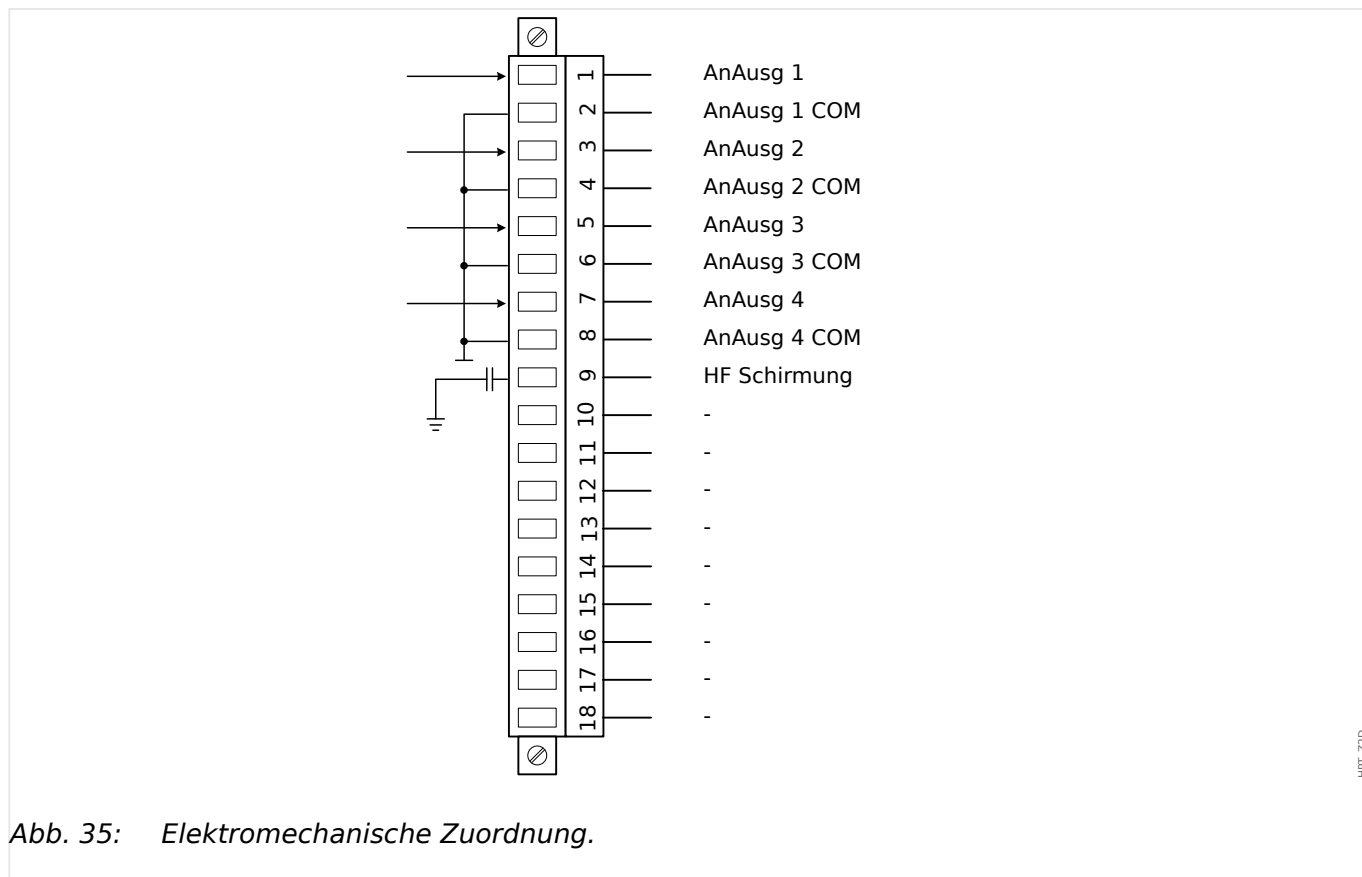 1 AnAusg 1
2 AnAusg 1 COM
3 AnAusg 2
4 AnAusg 2 COM
5 AnAusg 3
6 AnAusg 3 COM
7 AnAusg 4
8 AnAusg 4 COM
9 HF Schirmung
10 -
11 -
12 -
13 -
14 -
15 -
16 -
17 -
18 -
Abb. 35: Elektromechanische Zuordnung.